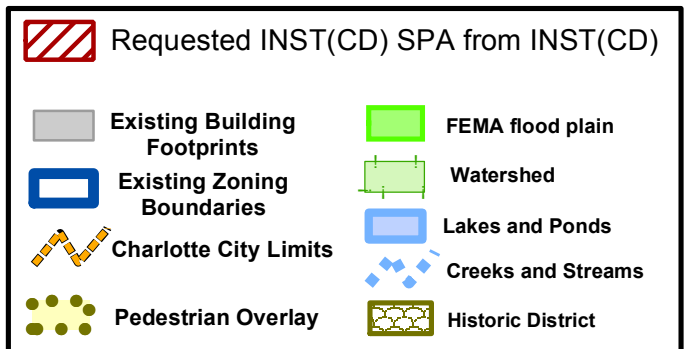 Requested INST(CD) SPA from INST(CD)
Existing Building
Footprints
Existing Zoning
Boundaries
Charlotte City Limits
Pedestrian Overlay
FEMA flood plain
Watershed
Lakes and Ponds
Creeks and Streams
Historic District